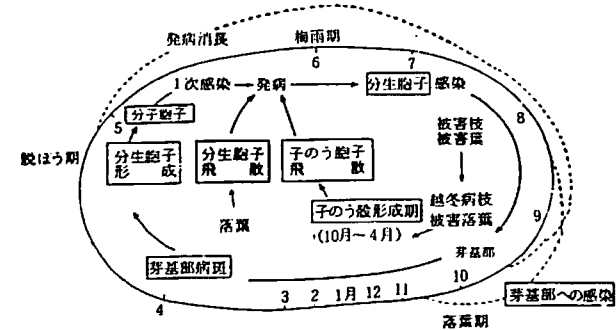 発病消長
梅雨期
6
7
1次感染
発病
分生胞子
感染
5
分子胞子
8
被害枝
被害葉
脱ぼう期
分生胞子
形成
分生胞子
飛散
子のう胞子
飛散
越冬病枝
被害落葉
子のう殻形成期
(10月〜4月)
9
落葉
芽基部
芽基部病斑
10
4
3
2
1月
12
11
芽基部への感染
落葉期